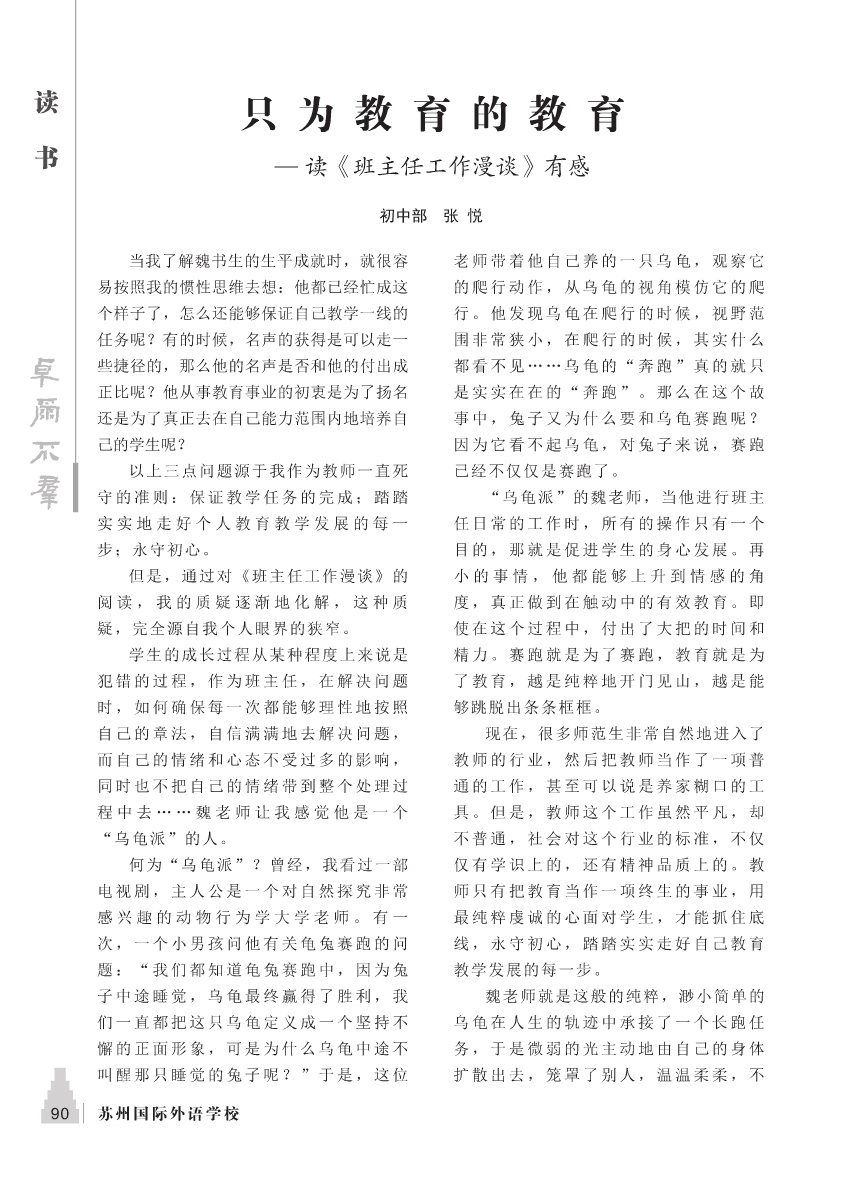 读
书
卓
尔
不
群
只为教育的教育
— 读《班主任工作漫谈》有感
初中部 张 悦
当我了解魏书生的生平成就时，就很容
易按照我的惯性思维去想：他都已经忙成这
个样子了，怎么还能够保证自己教学一线的
任务呢？有的时候，名声的获得是可以走一
些捷径的，那么他的名声是否和他的付出成
正比呢？他从事教育事业的初衷是为了扬名
还是为了真正去在自己能力范围内地培养自
己的学生呢？
以上三点问题源于我作为教师一直死
守的准则：保证教学任务的完成；踏踏
实实地走好个人教育教学发展的每一
步；永守初心。
但是，通过对《班主任工作漫谈》的
阅读，我的质疑逐渐地化解，这种质
疑，完全源自我个人眼界的狭窄。
学生的成长过程从某种程度上来说是
犯错的过程，作为班主任，在解决问题
时，如何确保每一次都能够理性地按照
自己的章法，自信满满地去解决问题，
而自己的情绪和心态不受过多的影响，
同时也不把自己的情绪带到整个处理过
程中去……魏老师让我感觉他是一个
“乌龟派”的人。
何为“乌龟派”？曾经，我看过一部
电视剧，主人公是一个对自然探究非常
感兴趣的动物行为学大学老师。有一
次，一个小男孩问他有关龟兔赛跑的问
题：“我们都知道龟兔赛跑中，因为兔
子中途睡觉，乌龟最终赢得了胜利，我
们一直都把这只乌龟定义成一个坚持不
懈的正面形象，可是为什么乌龟中途不
叫醒那只睡觉的兔子呢？”于是，这位
老师带着他自己养的一只乌龟，观察它
的爬行动作，从乌龟的视角模仿它的爬
行。他发现乌龟在爬行的时候，视野范
围非常狭小，在爬行的时候，其实什么
都看不见……乌龟的“奔跑”真的就只
是实实在在的“奔跑”。那么在这个故
事中，兔子又为什么要和乌龟赛跑呢？
因为它看不起乌龟，对兔子来说，赛跑
已经不仅仅是赛跑了。
“乌龟派”的魏老师，当他进行班主
任日常的工作时，所有的操作只有一个
目的，那就是促进学生的身心发展。再
小的事情，他都能够上升到情感的角
度，真正做到在触动中的有效教育。即
使在这个过程中，付出了大把的时间和
精力。赛跑就是为了赛跑，教育就是为
了教育，越是纯粹地开门见山，越是能
够跳脱出条条框框。
现在，很多师范生非常自然地进入了
教师的行业，然后把教师当作了一项普
通的工作，甚至可以说是养家糊口的工
具。但是，教师这个工作虽然平凡，却
不普通，社会对这个行业的标准，不仅
仅有学识上的，还有精神品质上的。教
师只有把教育当作一项终生的事业，用
最纯粹虔诚的心面对学生，才能抓住底
线，永守初心，踏踏实实走好自己教育
教学发展的每一步。
魏老师就是这般的纯粹，渺小简单的
乌龟在人生的轨迹中承接了一个长跑任
务，于是微弱的光主动地由自己的身体
扩散出去，笼罩了别人，温温柔柔，不
90 苏州国际外语学校